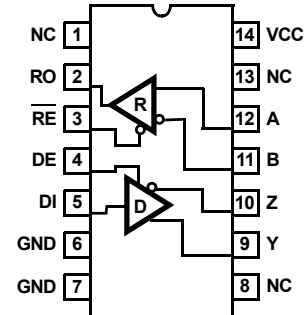 NC 1 14 VCC
RO 2 13 NC
R
RE 3 12 A
DE 4 11 B
DI 5 10 Z
D
GND 6 9 Y
GND 7 8 NC